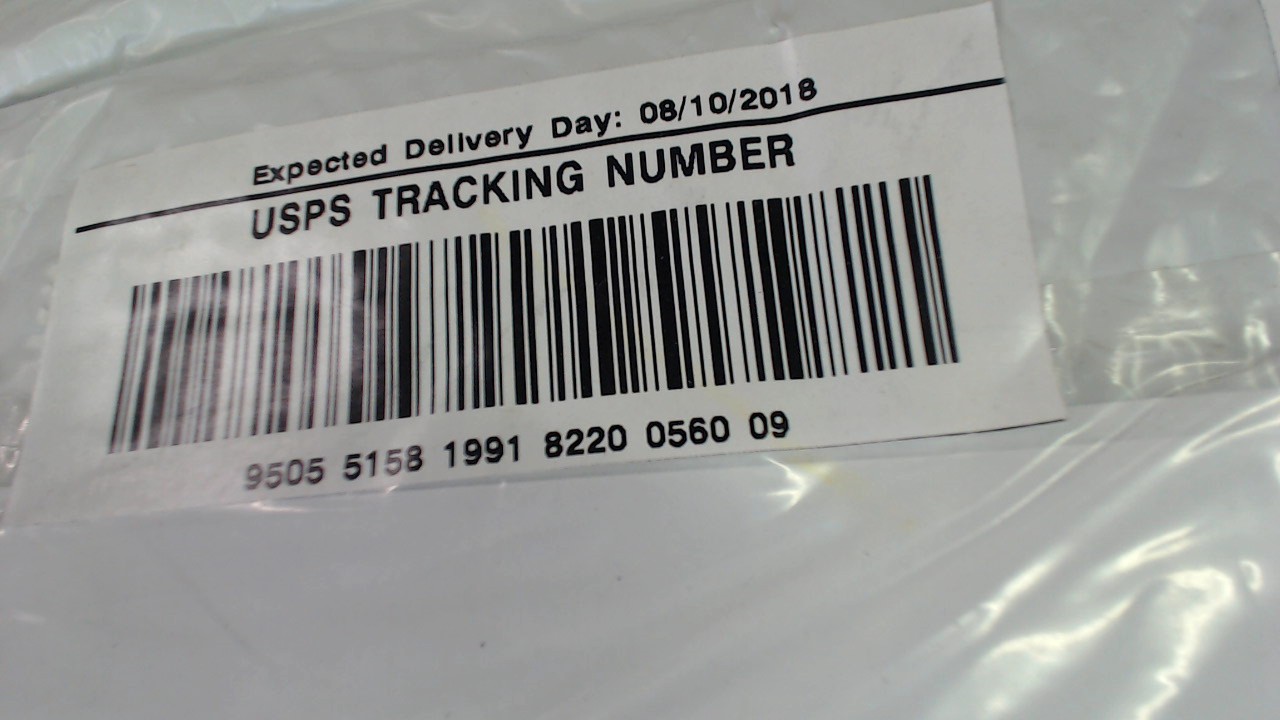 Expected Delivery Day: 08/10/2018
USPS TRACKING NUMBER
9505 5158 1991 8220 0560 09